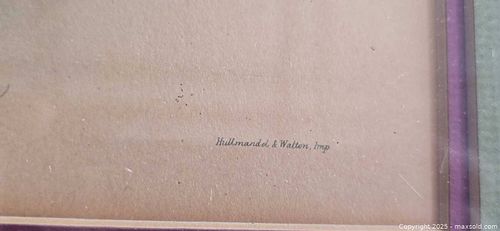 Hullmandel & Walton, Imp
Copyright 2025 - maxsold.com